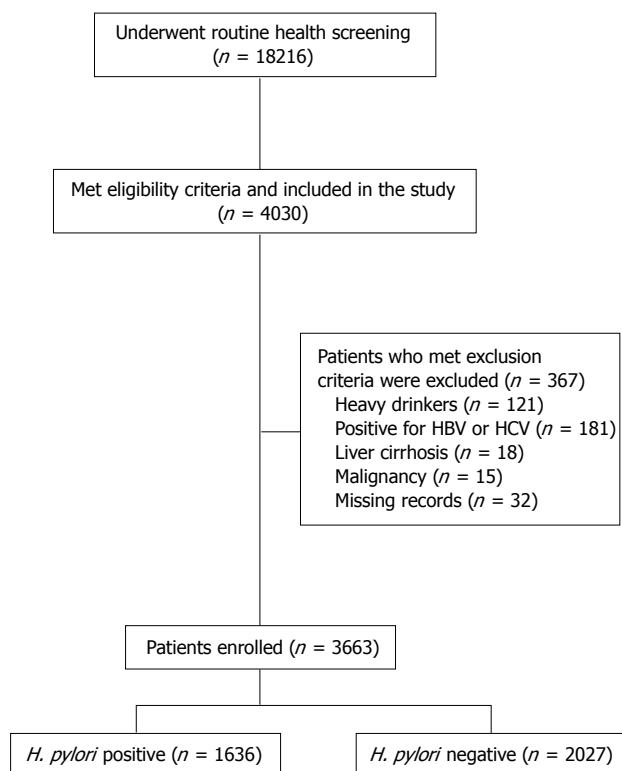 Underwent routine health screening
(n = 18216)
Met eligibility criteria and included in the study
(n = 4030)
Patients who met exclusion
criteria were excluded (n = 367)
Heavy drinkers (n = 121)
Positive for HBV or HCV (n = 181)
Liver cirrhosis (n = 18)
Malignancy (n = 15)
Missing records (n = 32)
Patients enrolled (n = 3663)
H. pylori positive (n = 1636)
H. pylori negative (n = 2027)